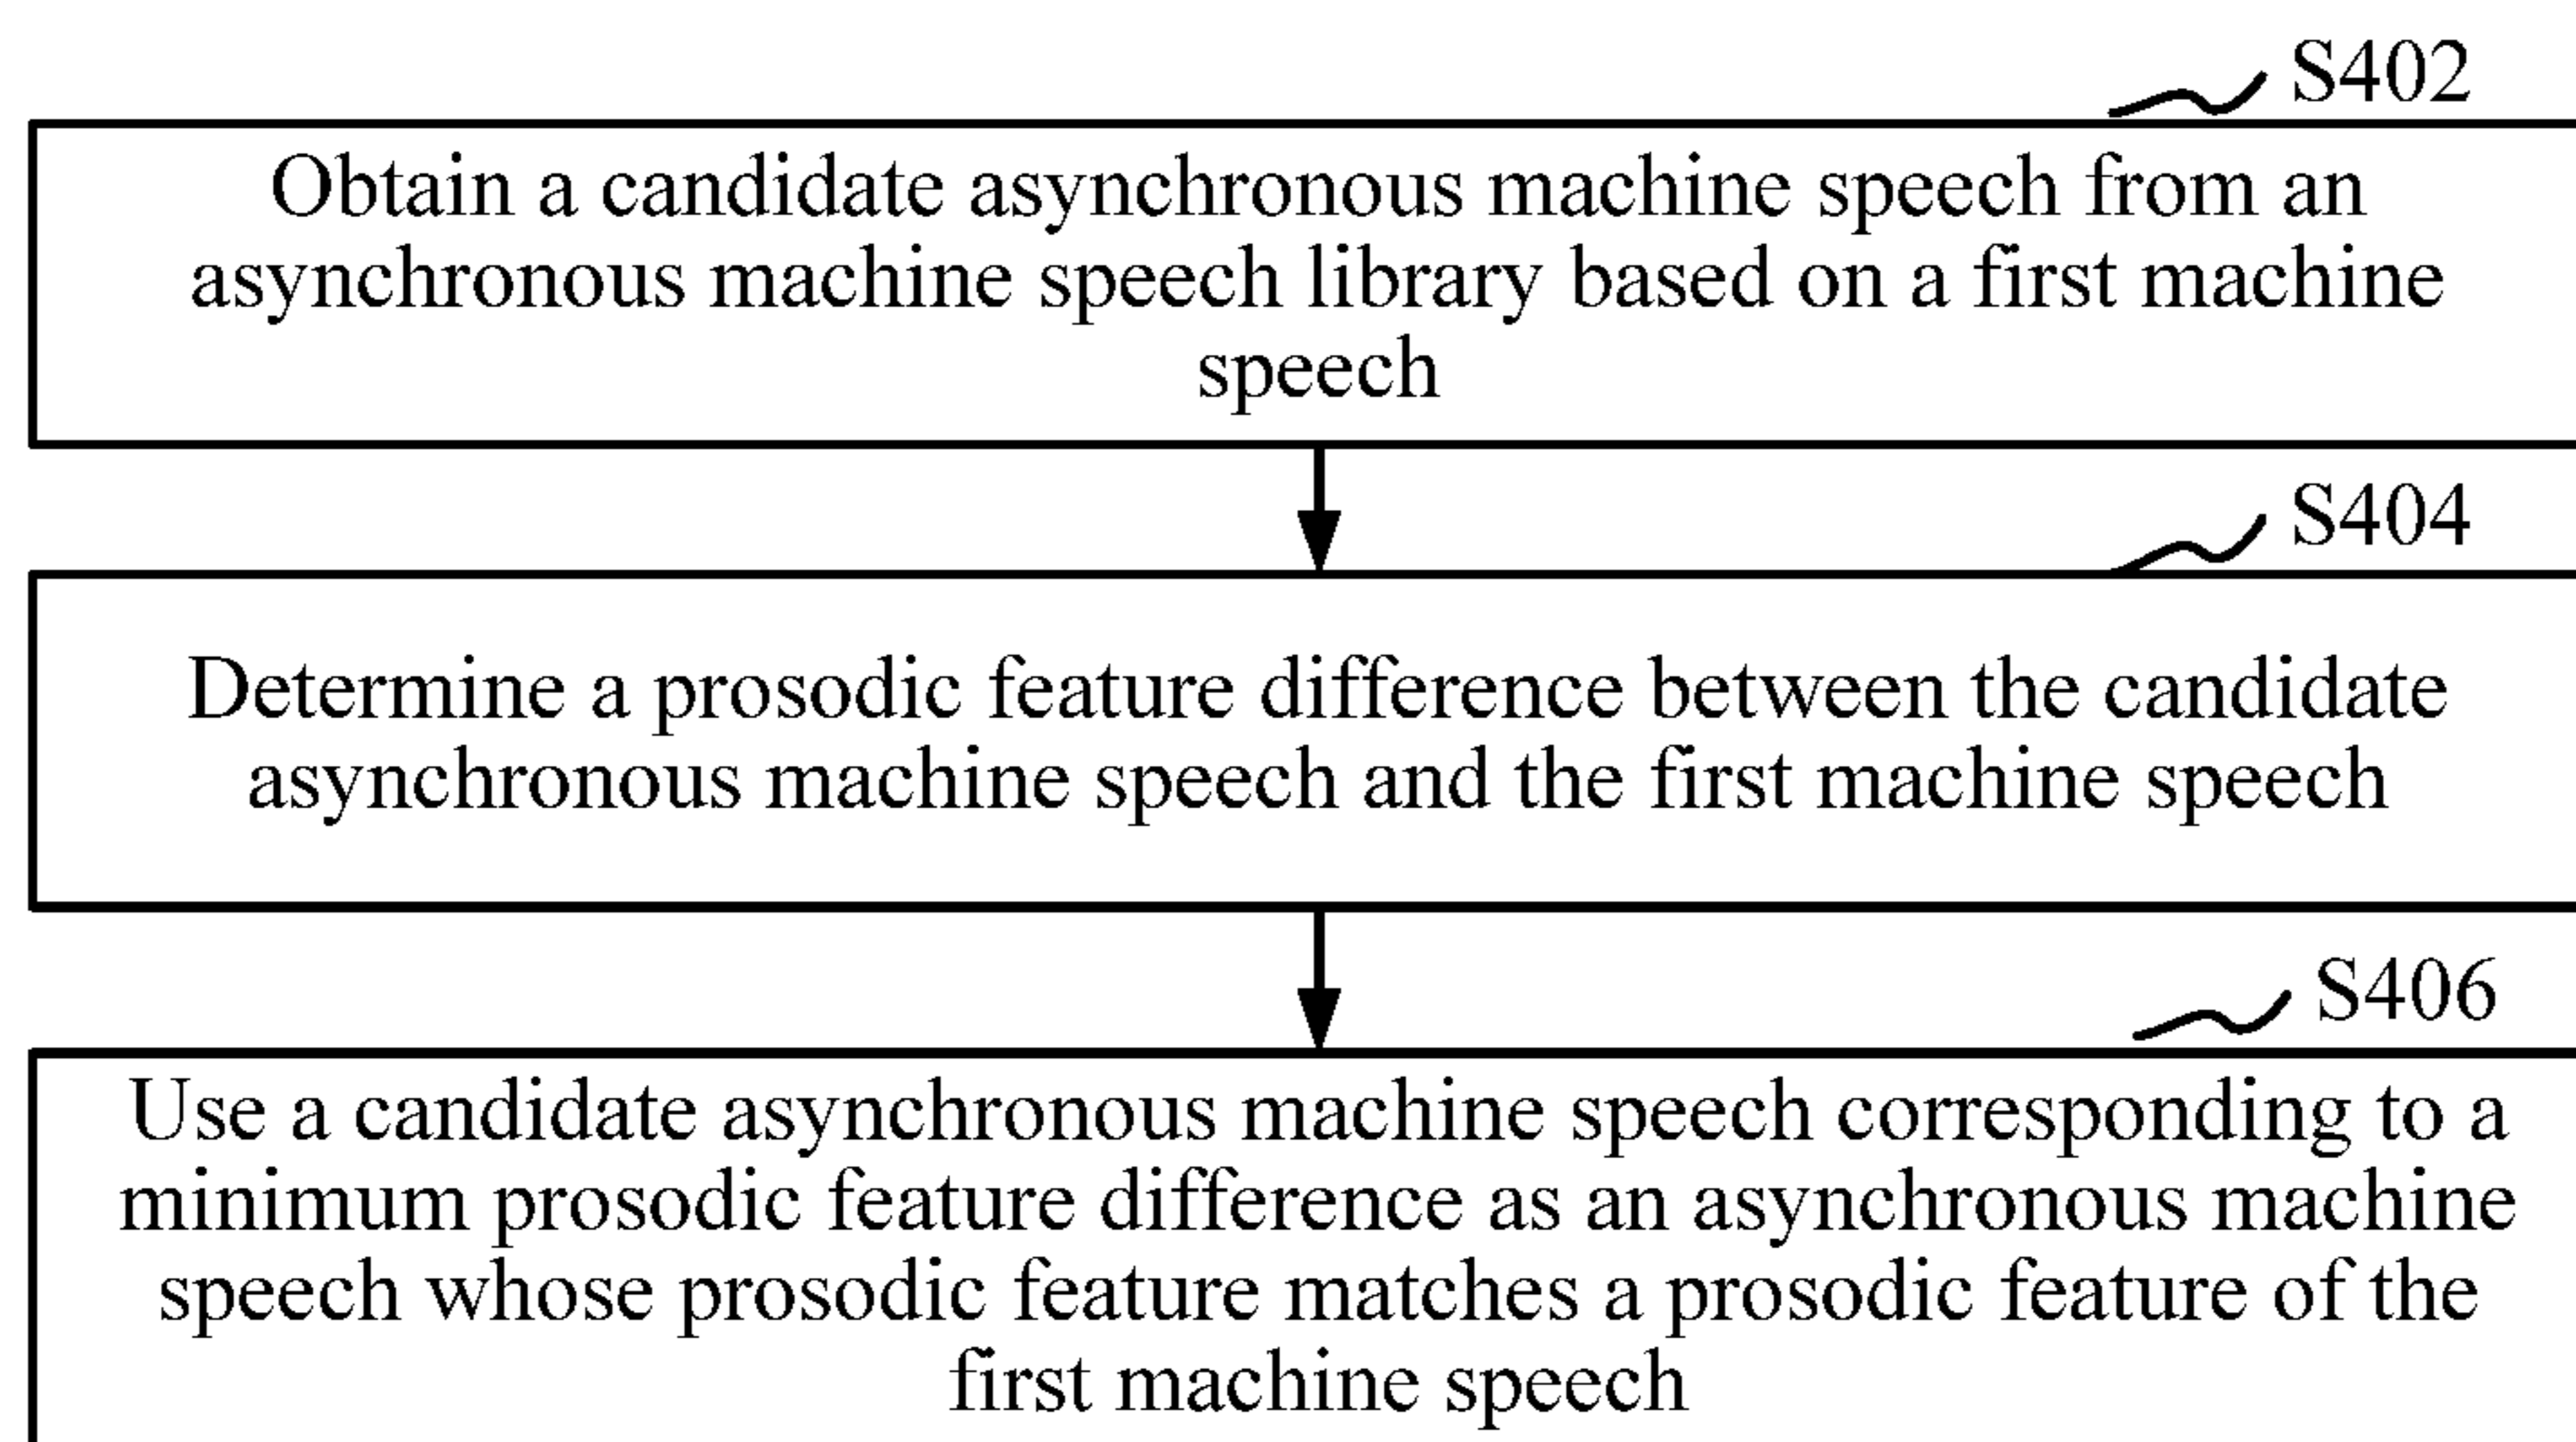 S402
Obtain a candidate asynchronous machine speech from an
asynchronous machine speech library based on a first machine
speech
S404
Determine a prosodic feature difference between the candidate
asynchronous machine speech and the first machine speech
S406
Use a candidate asynchronous machine speech corresponding to a
minimum prosodic feature difference as an asynchronous machine
speech whose prosodic feature matches a prosodic feature of the
first machine speech